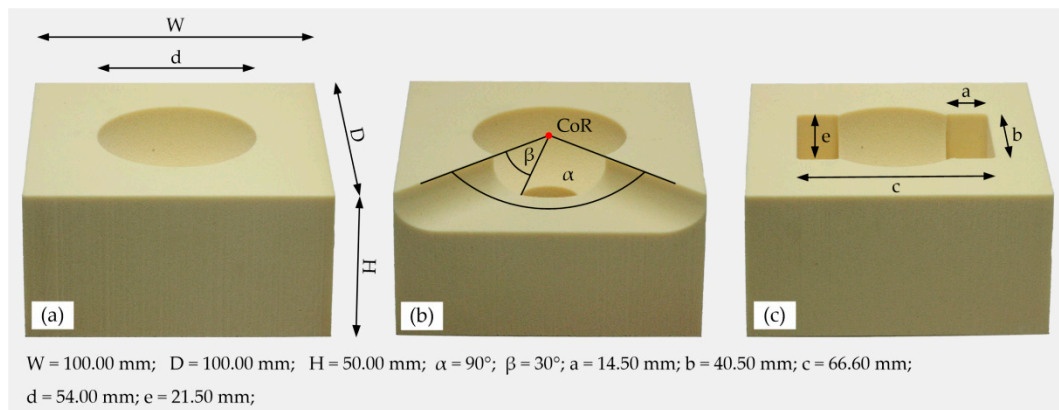 W
d
D
H
(a)
CoR
β
α
(b)
a
e
b
c
(c)
W = 100.00 mm; D = 100.00 mm; H = 50.00 mm; α = 90°; β = 30°; a = 14.50 mm; b = 40.50 mm; c = 66.60 mm;
d = 54.00 mm; e = 21.50 mm;